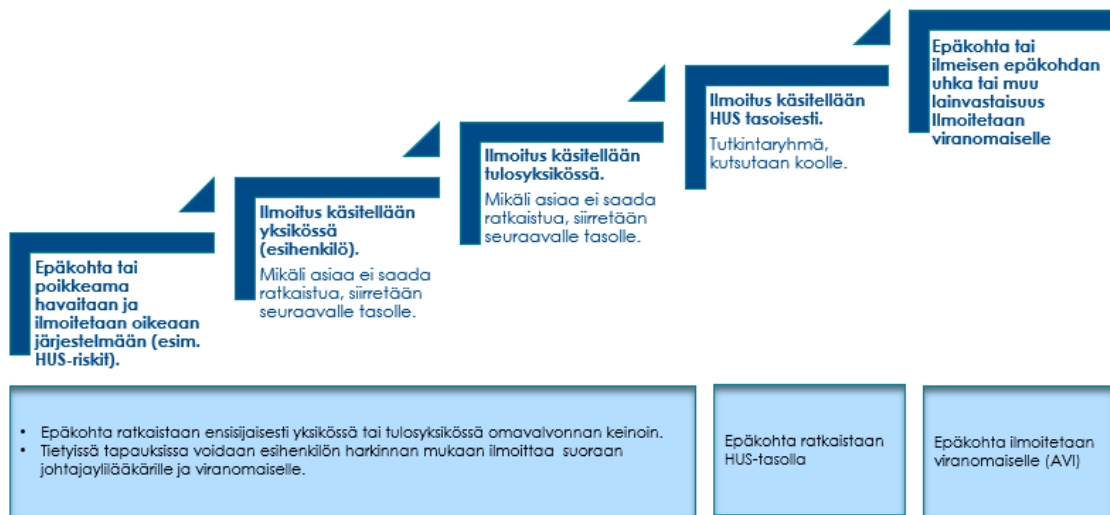 Epäkohta tai
poikkeama
havaitaan ja
ilmoitetaan oikeaan
järjestelmään (esim.
HUS-riskit).
Ilmoitus käsitellään
yksikössä
(esihenkilö).
Mikäli asiaa ei saada
ratkaistua, siirretään
seuraavalle tasolle.
Ilmoitus käsitellään
tulosyksikössä.
Mikäli asiaa ei saada
ratkaistua, siirretään
seuraavalle tasolle.
Ilmoitus käsitellään
HUS tasoisesti.
Tutkintaryhmä,
kutsutaan koolle.
Epäkohta tai
ilmeisen epäkohdan
uhka tai muu
lainvastaisuus
Ilmoitetaan
viranomaiselle
• Epäkohta ratkaistaan ensisijaisesti yksikössä tai tulosyksikössä omavalvonnan keinoin.
• Tietyissä tapauksissa voidaan esihenkilön harkinnan mukaan ilmoittaa suoraan
johtajaylilääkärille ja viranomaiselle.
Epäkohta ratkaistaan
HUS-tasolla
Epäkohta ilmoitetaan
viranomaiselle (AVI)